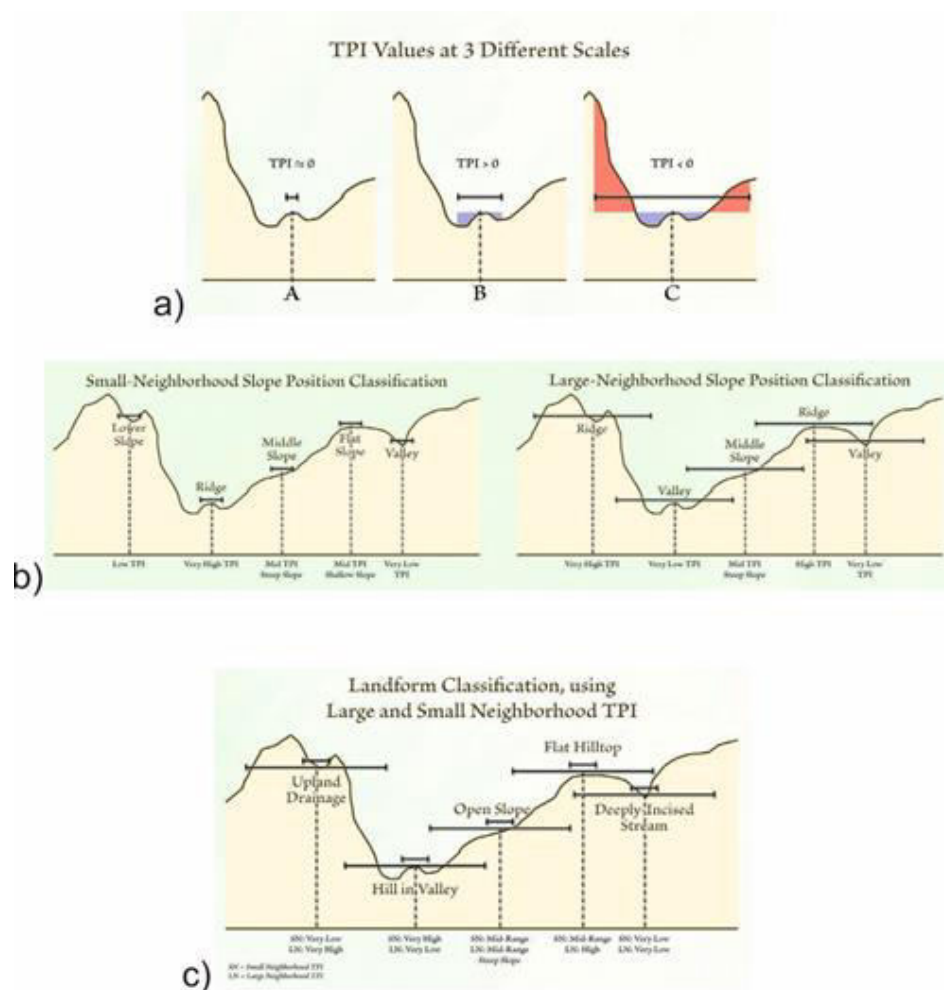 TPI Values at 3 Different Scales
TPI ≈ 0
TPI > 0
TPI < 0
A
B
C
a)
Small-Neighborhood Slope Position Classification
Lower
Slope
Ridge
Middle
Slope
Flat
Slope
Valley
Low TPI
Very High TPI
Mid TPI
Steep Slope
Mid TPI
Shallow Slope
Very Low
TPI
Large-Neighborhood Slope Position Classification
Ridge
Valley
Middle
Slope
Ridge
Valley
Very High TPI
Very Low TPI
Mid TPI
Steep Slope
High TPI
Very Low
TPI
b)
Landform Classification, using
Large and Small Neighborhood TPI
Upland
Drainage
Hill in Valley
Open Slope
Flat Hilltop
Deeply Incised
Stream
SN: Very Low
LN: Very High
SN: Very High
LN: Very Low
SN: Mid-Range
LN: Mid-Range
Steep Slope
SN: Mid-Range
LN: High
SN: Very Low
LN: Very Low
SN = Small Neighborhood TPI
LN = Large Neighborhood TPI
c)